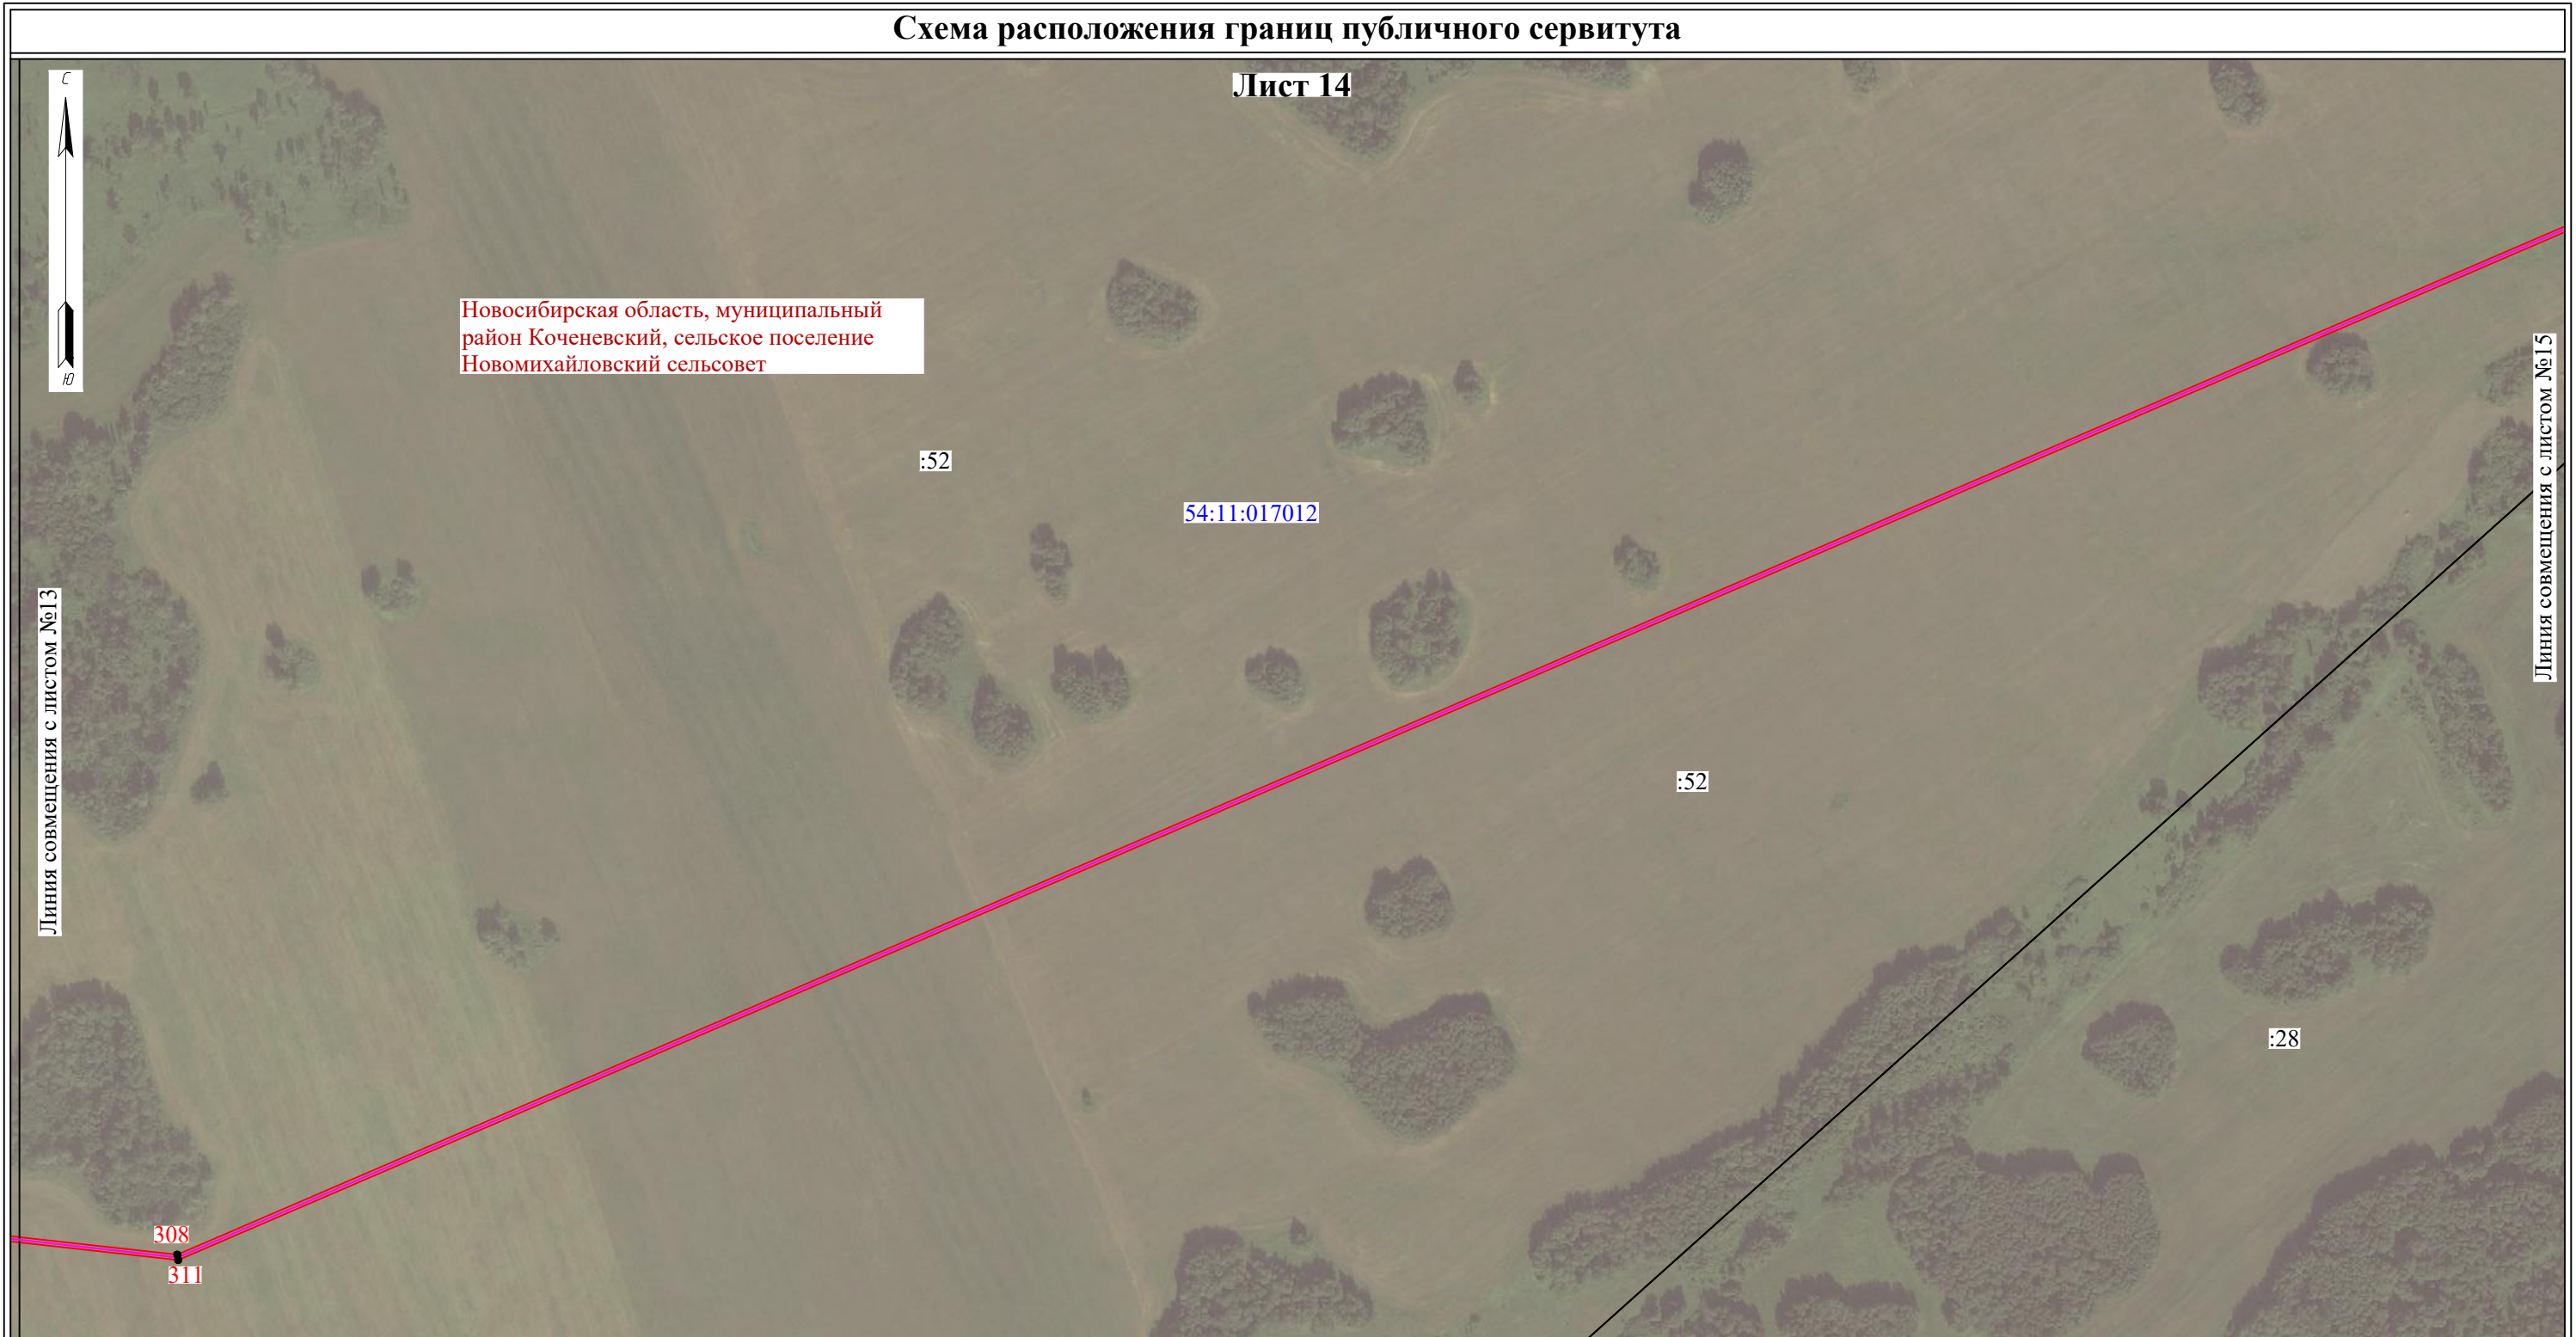 Схема расположения границ публичного сервитута
Лист 14
С
Ю
Новосибирская область, муниципальный
район Коченевский, сельское поселение
Новомихайловский сельсовет
:52
54:11:017012
Линия совмещения с листом №15
Линия совмещения с листом №13
:52
:28
308
311